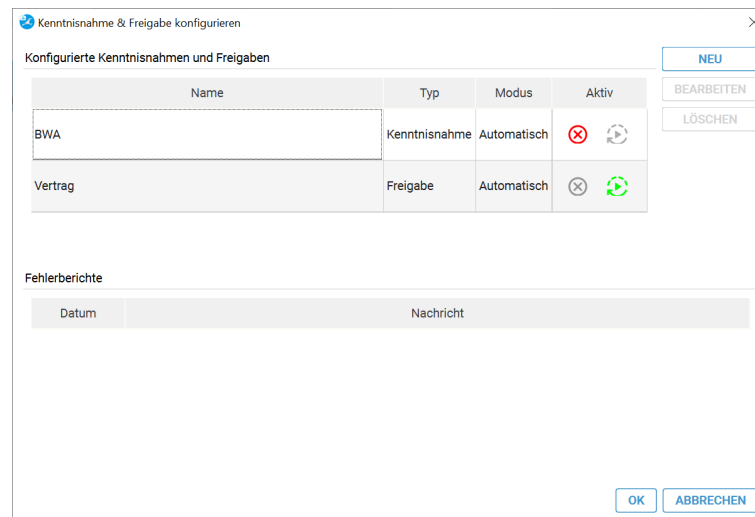 Kenntnisnahme & Freigabe konfigurieren
Konfigurierte Kenntnisnahmen und Freigaben
NEU
Name Typ Modus Aktiv
BEARBEITEN
LÖSCHEN
BWA Kenntnisnahme Automatisch
Vertrag Freigabe Automatisch
Fehlerberichte
Datum Nachricht
OK ABBRECHEN